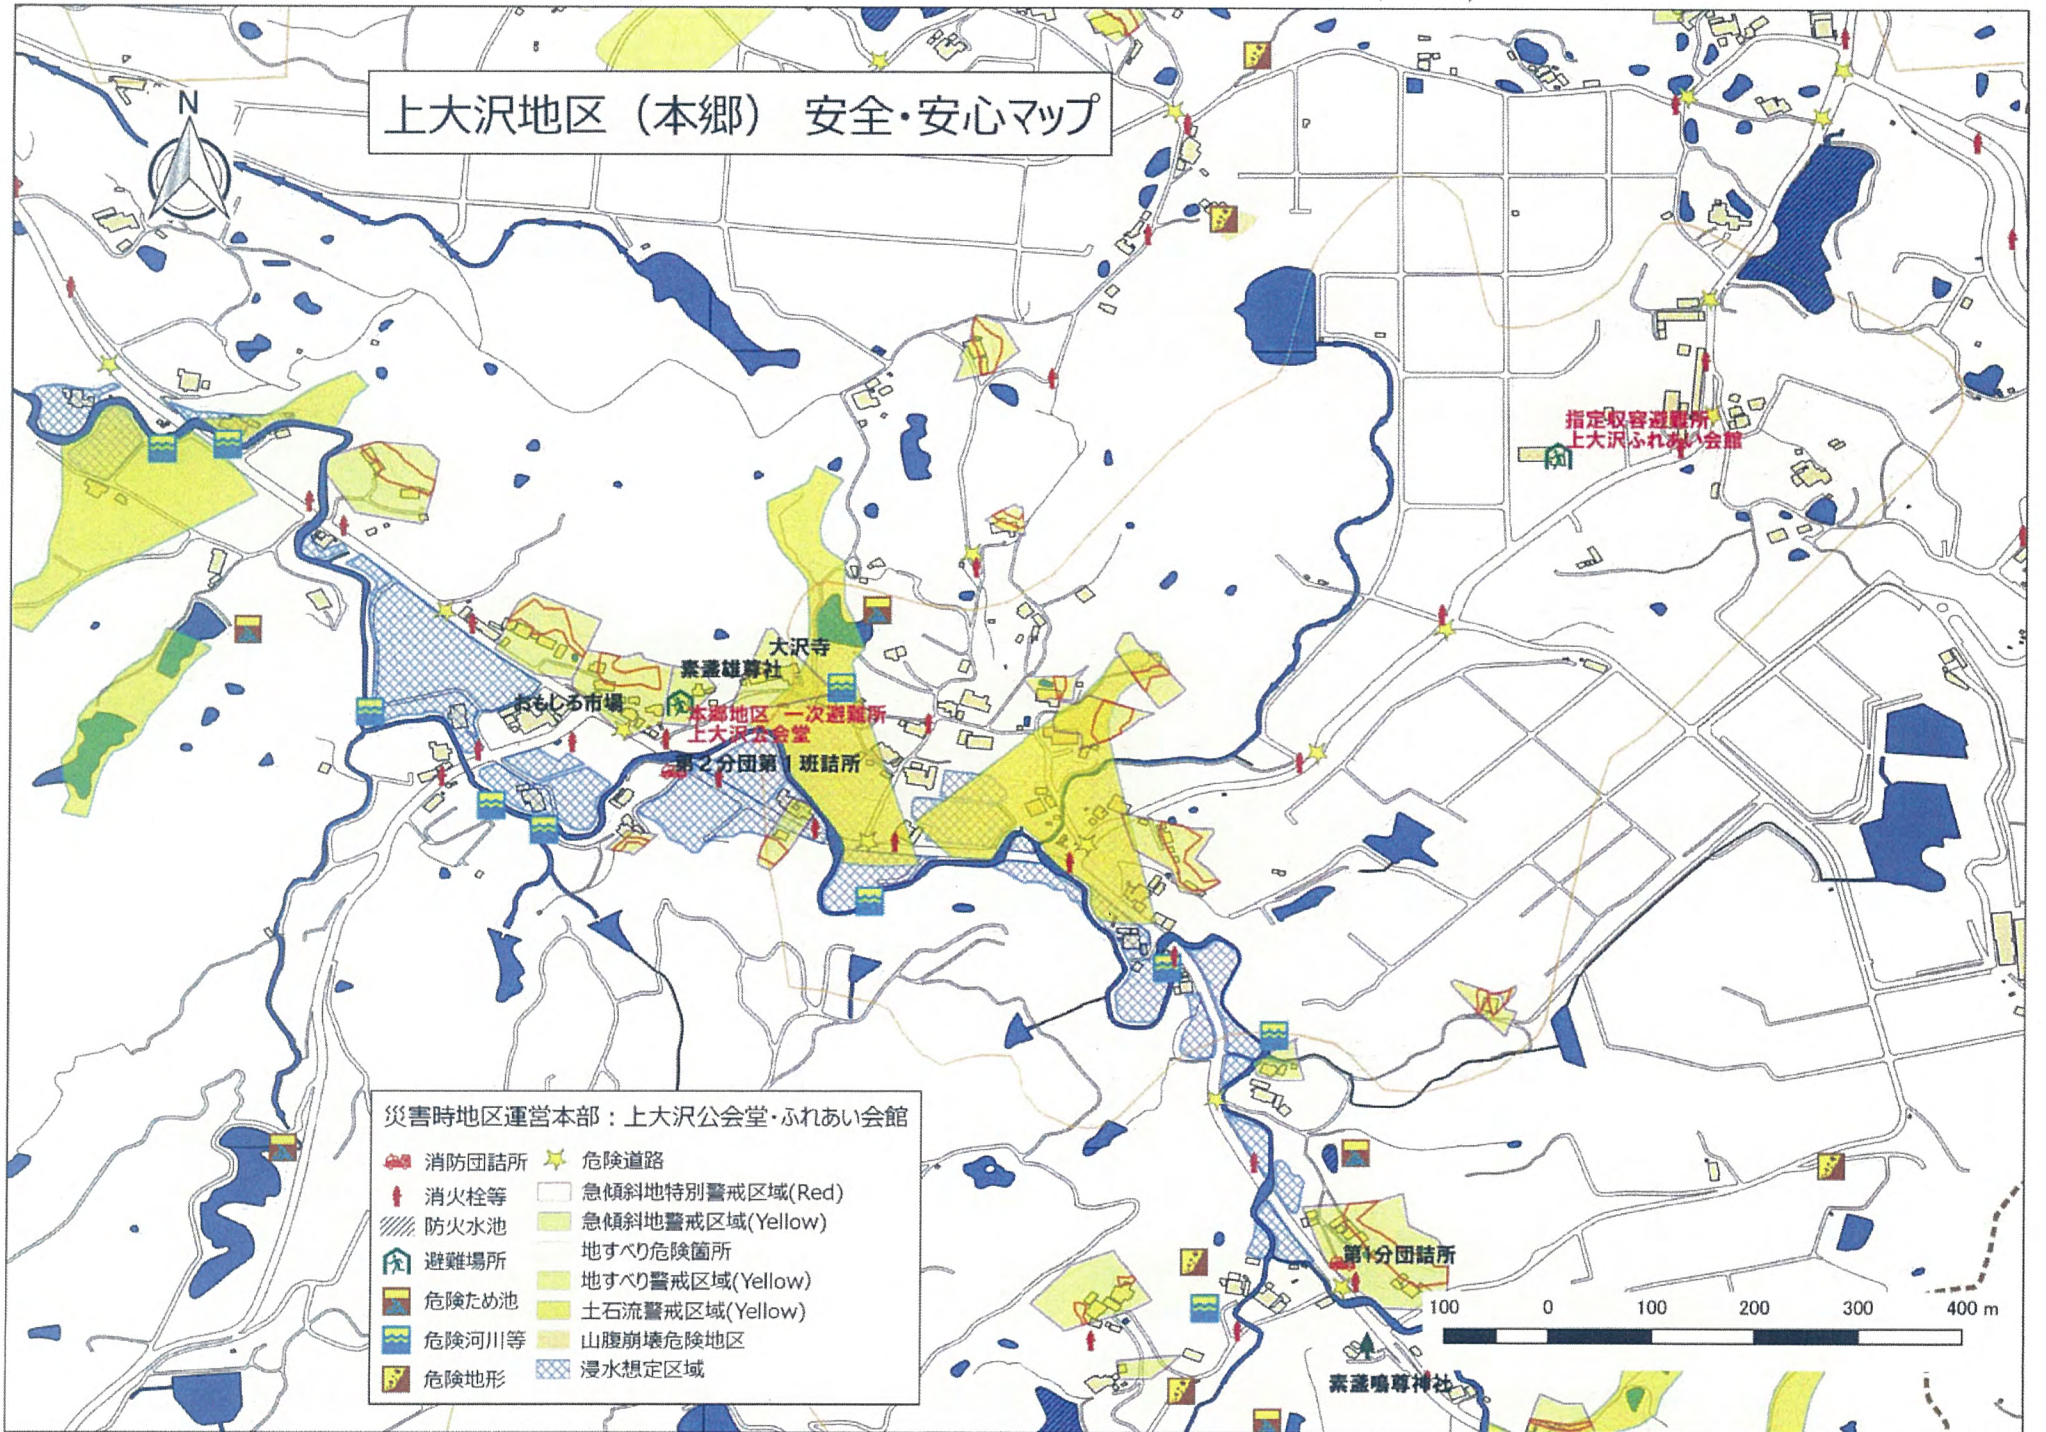 上大沢地区（本郷） 安全・安心マップ
N
指定収容避難所
上大沢ふれあい会館
大沢寺
素盞雄尊社
おもしろ市場
本郷地区 一次避難所
上大沢公会堂
第２分団第１班詰所
災害時地区運営本部：上大沢公会堂・ふれあい会館
消防団詰所
危険道路
消火栓等
急傾斜地特別警戒区域(Red)
防火水池
急傾斜地警戒区域(Yellow)
避難場所
地すべり危険箇所
地すべり警戒区域(Yellow)
危険ため池
土石流警戒区域(Yellow)
危険河川等
山腹崩壊危険地区
危険地形
浸水想定区域
第1分団詰所
100 0 100 200 300 400 m
素盞嗚尊神社